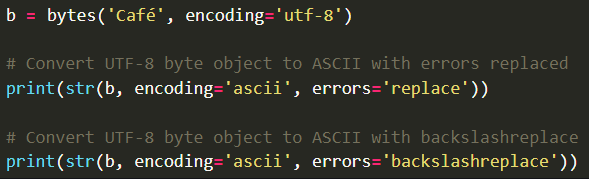 b = bytes('Café', encoding='utf-8')
# Convert UTF-8 byte object to ASCII with errors replaced
print(str(b, encoding='ascii', errors='replace'))
# Convert UTF-8 byte object to ASCII with backslashreplace
print(str(b, encoding='ascii', errors='backslashreplace'))